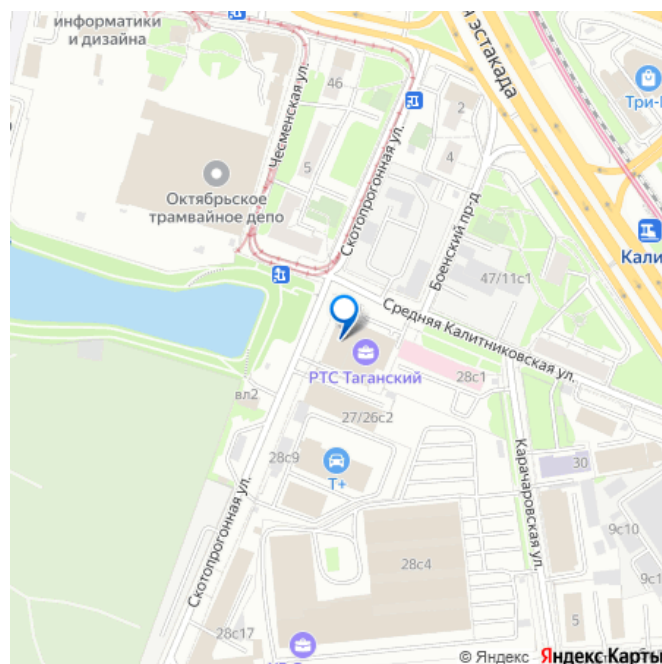 информатики
и дизайна
46
2
4
5
Чесменская ул.
Скотопрогонная ул.
эстакада
Октябрьское
трамвайное депо
Боенский пр-д
47/11с1
Средняя Калитниковская ул.
РТС Таганский
28с1
вл2
27/26с2
28с9
Т+
30
Карачаровская ул.
Скотопрогонная ул.
28с4
9с10
5
28с17
© Яндекс Яндекс Карты